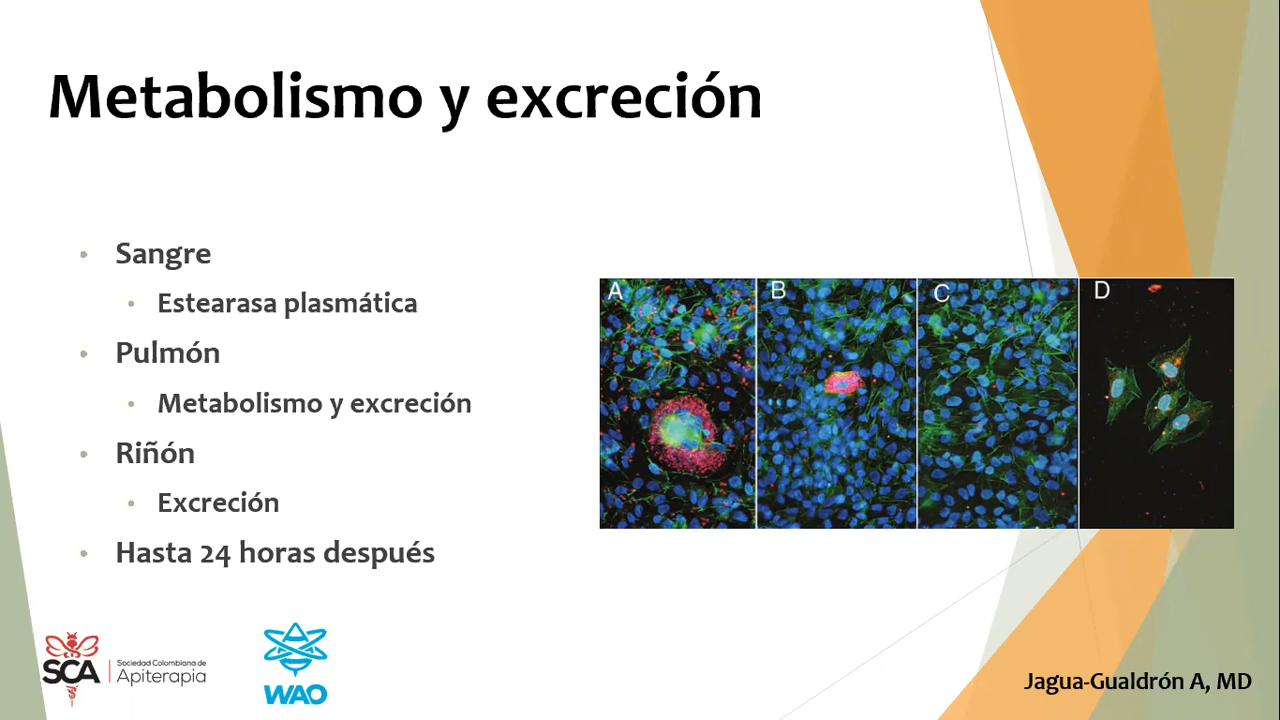 Metabolismo y excreción
Sangre
Estearasa plasmática
Pulmón
Metabolismo y excreción
Riñón
Excreción
Hasta 24 horas después
A
B
C
D
SCA
Sociedad Colombiana de
Apiterapia
WAO
Jagua-Gualdrón A, MD